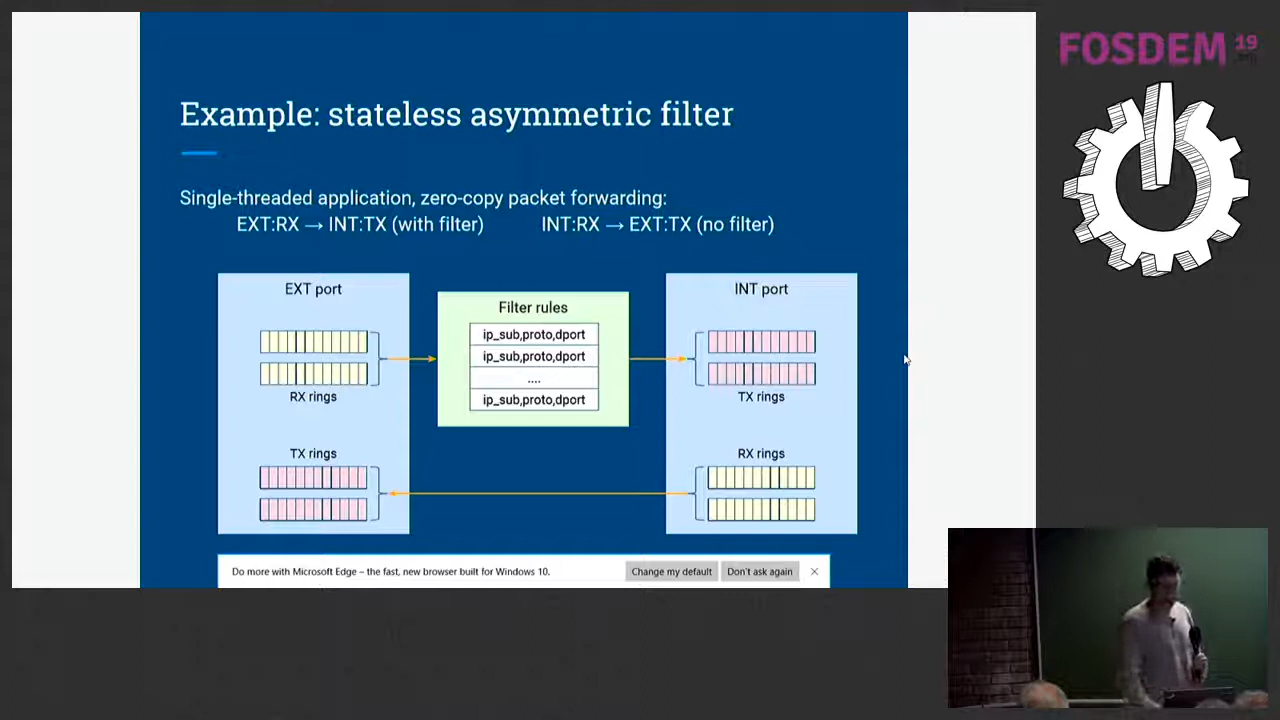 FOSDEM 19
.org
Example: stateless asymmetric filter
Single-threaded application, zero-copy packet forwarding:
EXT:RX → INT:TX (with filter) INT:RX → EXT:TX (no filter)
EXT port
Filter rules
INT port
ip_sub,proto,dport
ip_sub,proto,dport
....
ip_sub,proto,dport
RX rings
TX rings
TX rings
RX rings
Do more with Microsoft Edge – the fast, new browser built for Windows 10. Change my default Don't ask again